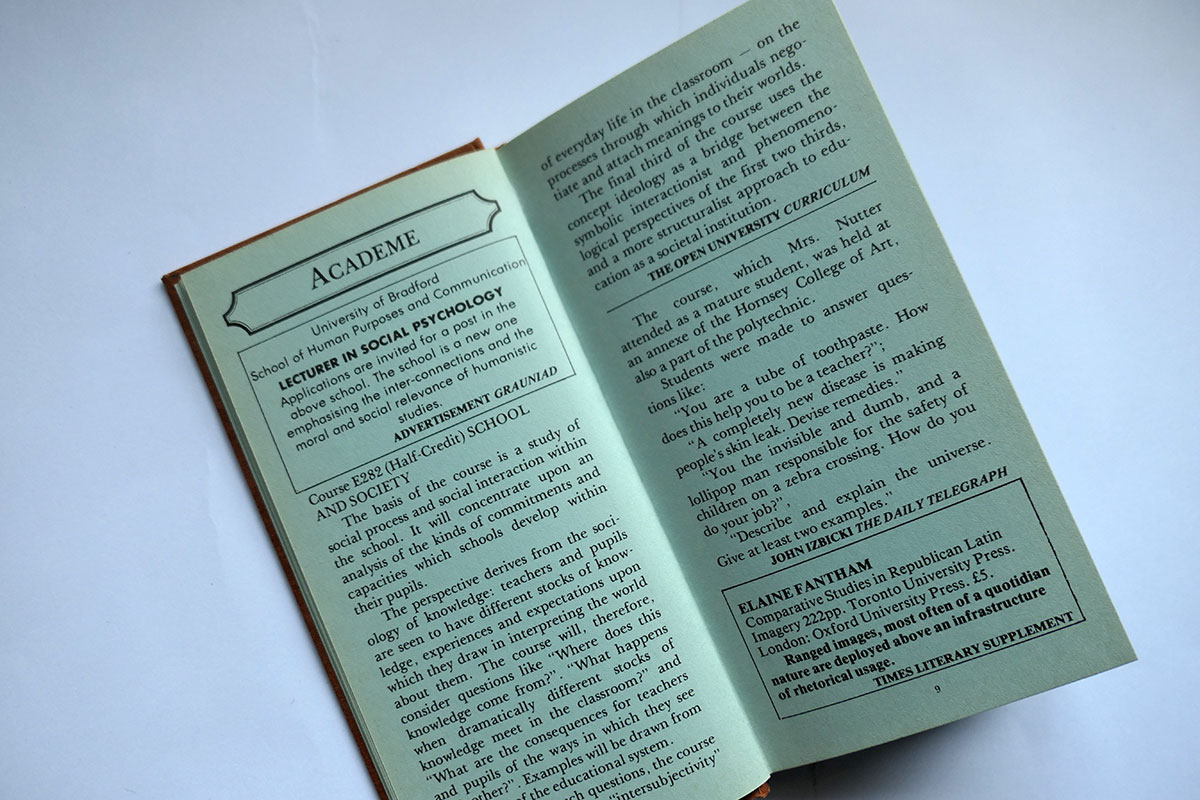 ACADEME
University of Bradford
School of Human Purposes and Communication
LECTURER IN SOCIAL PSYCHOLOGY
Applications are invited for a post in the
above school. The school is a new one
emphasising the inter-connections and the
moral and social relevance of humanistic
studies.
ADVERTISEMENT GRAUNIAD
Course E282 (Half-Credit) SCHOOL
AND SOCIETY
The basis of the course is a study of
social process and social interaction within
the school. It will concentrate upon an
analysis of the kinds of commitments and
capacities which schools develop within
their pupils.
The perspective derives from the soci-
ology of knowledge: teachers and pupils
are seen to have different stocks of know-
ledge, experiences and expectations upon
which they draw in interpreting the world
about them. The course will, therefore,
consider questions like "Where does this
knowledge come from?". "What happens
when dramatically different stocks of
knowledge meet in the classroom?" and
"What are the consequences for teachers
and pupils of the ways in which they see
other?". Examples will be drawn from
of the educational system.
questions, the course
"intersubjectivity"
of everyday life in the classroom — on the
processes through which individuals nego-
tiate and attach meanings to their worlds.
The final third of the course uses the
concept ideology as a bridge between the
symbolic interactionist and phenomeno-
logical perspectives of the first two thirds,
and a more structuralist approach to edu-
cation as a societal institution.
THE OPEN UNIVERSITY CURRICULUM
The course, which Mrs. Nutter
attended as a mature student, was held at
an annexe of the Hornsey College of Art,
also a part of the polytechnic.
Students were made to answer ques-
tions like:
"You are a tube of toothpaste. How
does this help you to be a teacher?";
"A completely new disease is making
people's skin leak. Devise remedies."
"You the invisible and dumb, and a
lollipop man responsible for the safety of
children on a zebra crossing. How do you
do your job?",
"Describe and explain the universe.
Give at least two examples."
JOHN IZBICKI THE DAILY TELEGRAPH
ELAINE FANTHAM
Comparative Studies in Republican Latin
Imagery 222pp. Toronto University Press.
London: Oxford University Press. £5.
Ranged images, most often of a quotidian
nature are deployed above an infrastructure
of rhetorical usage.
TIMES LITERARY SUPPLEMENT
9